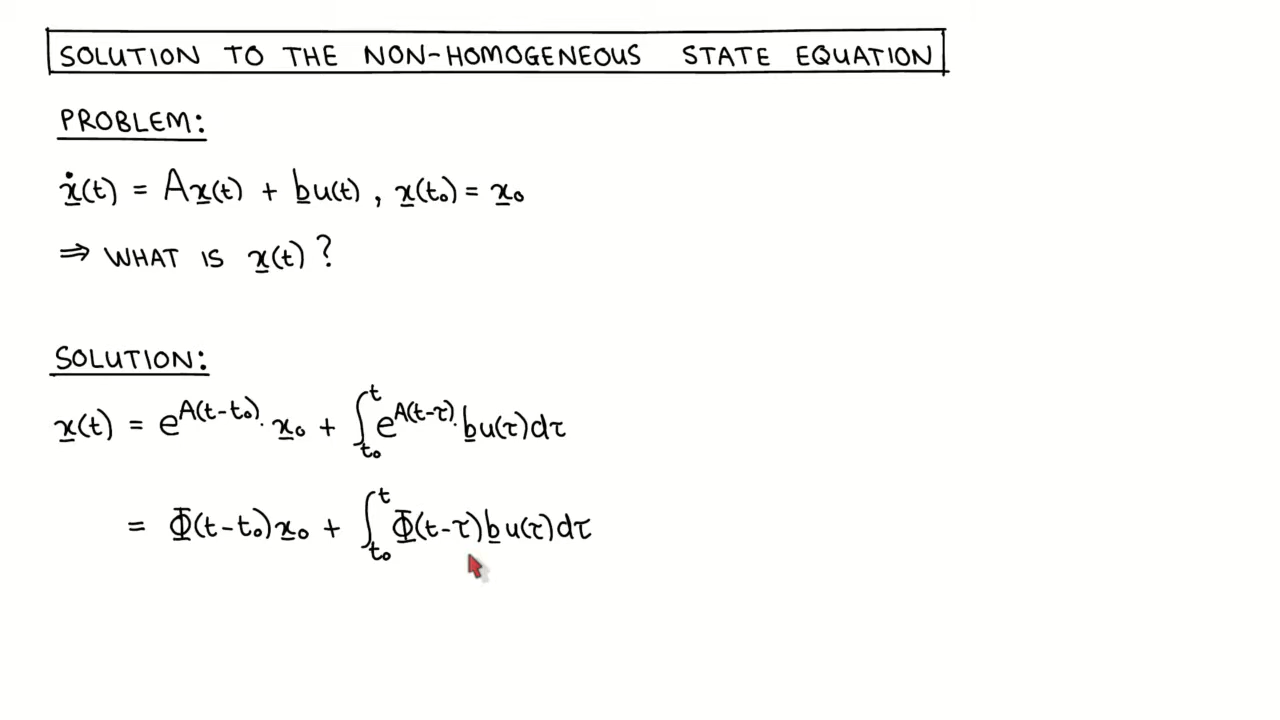 SOLUTION TO THE NON-HOMOGENEOUS STATE EQUATION
PROBLEM:
ẋ(t) = Ax(t) + bu(t), x(t₀) = x₀
⇒ WHAT IS x(t)?
SOLUTION:
x(t) = e^{A(t-t₀)}·x₀ + ∫_{t₀}^{t} e^{A(t-τ)}·bu(τ)dτ
= Φ(t-t₀)x₀ + ∫_{t₀}^{t} Φ(t-τ)bu(τ)dτ